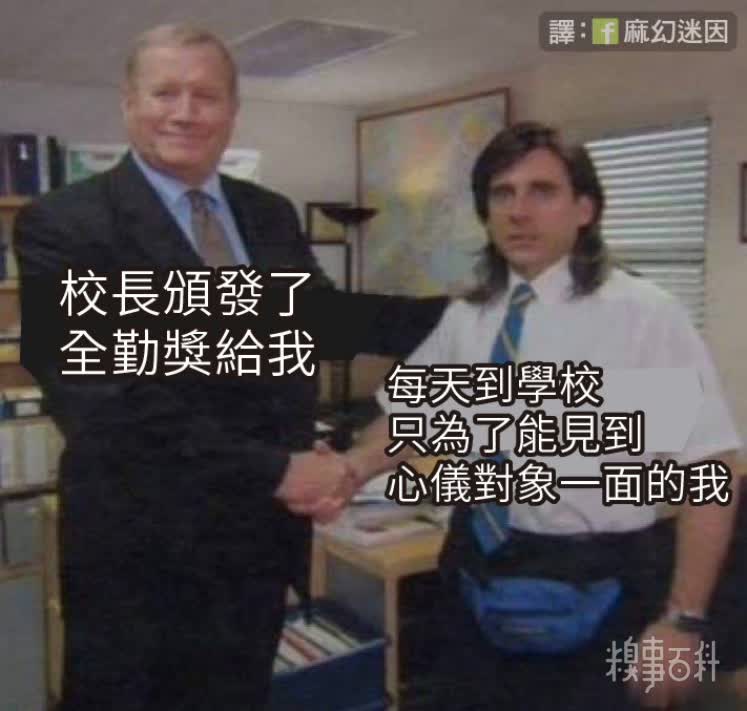 譯：f 麻幻迷因
校長頒發了
全勤獎給我
每天到學校
只為了能見到
心儀對象一面的我
糗事百科